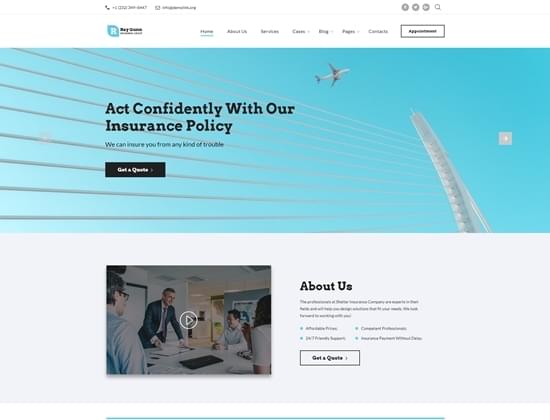 +1 (232) 349-6447 info@demolink.org
Ray Gunn
Home About Us Services Cases Blog Pages Contacts Appointment
Act Confidently With Our
Insurance Policy
We can insure you from any kind of trouble
Get a Quote
About Us
The professionals at Shelter Insurance Company are experts in their
fields and will help you design solutions that fit your needs. We look
forward to working with you!
Affordable Prices; Competent Professionals;
24/7 Friendly Support; Insurance Payment Without Delay.
Get a Quote